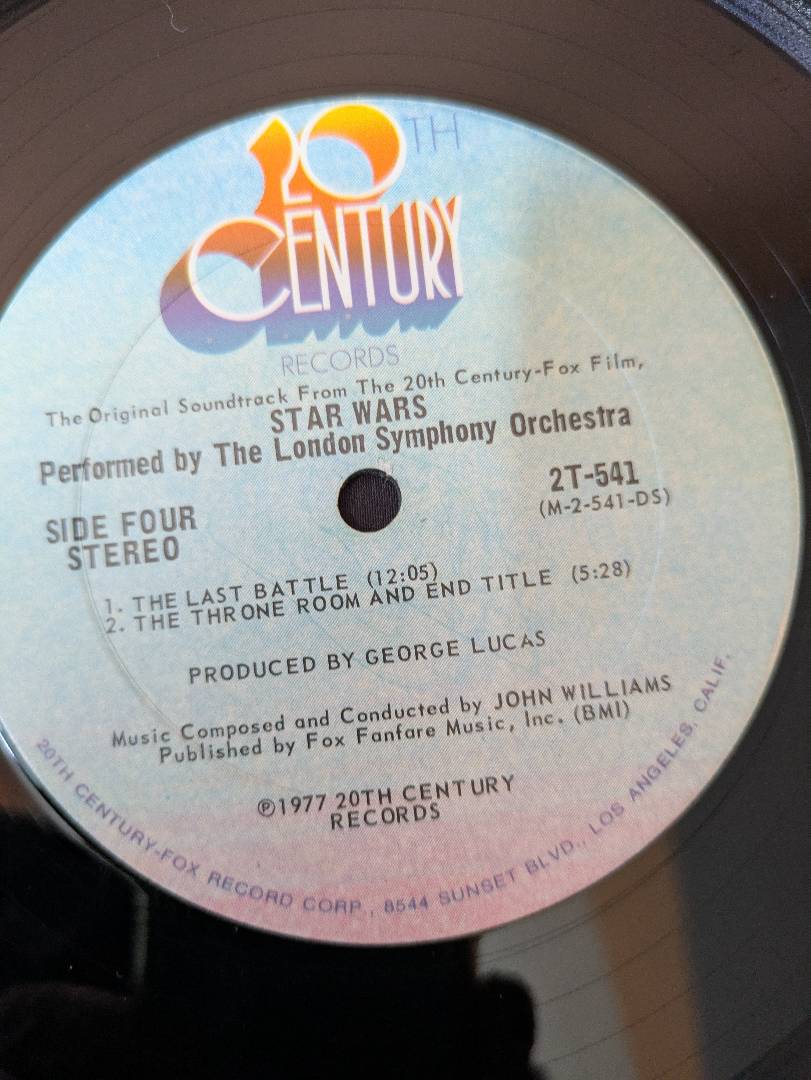 20TH
CENTURY
RECORDS
The Original Soundtrack From The 20th Century-Fox Film,
STAR WARS
Performed by The London Symphony Orchestra
2T-541
(M-2-541-DS)
SIDE FOUR
STEREO
1. THE LAST BATTLE (12:05)
2. THE THRONE ROOM AND END TITLE (5:28)
PRODUCED BY GEORGE LUCAS
Music Composed and Conducted by JOHN WILLIAMS
Published by Fox Fanfare Music, Inc. (BMI)
℗1977 20TH CENTURY
RECORDS
20TH CENTURY-FOX RECORD CORP., 8544 SUNSET BLVD., LOS ANGELES, CALIF.